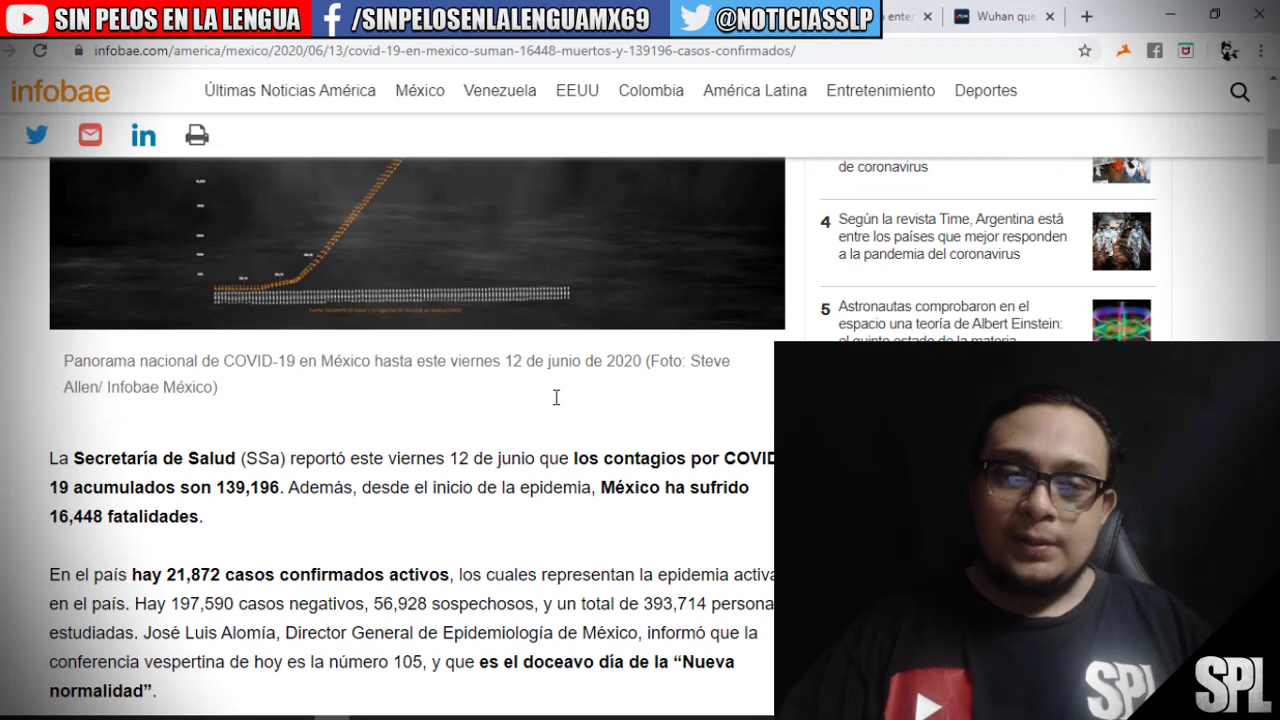 SIN PELOS EN LA LENGUA
/SINPELOSENLALENGUAMX69
@NOTICIASSLP
Wuhan que
infobae.com/america/mexico/2020/06/13/covid-19-en-mexico-suman-16448-muertos-y-139196-casos-confirmados/
infobae
Últimas Noticias América
México
Venezuela
EEUU
Colombia
América Latina
Entretenimiento
Deportes
de coronavirus
4
Según la revista Time, Argentina está
entre los países que mejor responden
a la pandemia del coronavirus
5
Astronautas comprobaron en el
espacio una teoría de Albert Einstein:
el quinto estado de la materia
Panorama nacional de COVID-19 en México hasta este viernes 12 de junio de 2020 (Foto: Steve
Allen/ Infobae México)
La Secretaría de Salud (SSa) reportó este viernes 12 de junio que los contagios por COVID
19 acumulados son 139,196. Además, desde el inicio de la epidemia, México ha sufrido
16,448 fatalidades.
En el país hay 21,872 casos confirmados activos, los cuales representan la epidemia activa
en el país. Hay 197,590 casos negativos, 56,928 sospechosos, y un total de 393,714 persona
estudiadas. José Luis Alomía, Director General de Epidemiología de México, informó que la
conferencia vespertina de hoy es la número 105, y que es el doceavo día de la “Nueva
normalidad”.
SPL
SPL